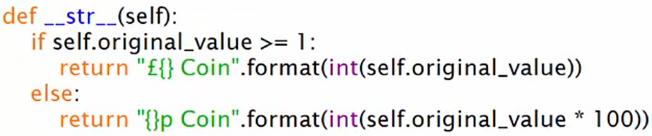 def __str__(self):
    if self.original_value >= 1:
        return "£{} Coin".format(int(self.original_value))
    else:
        return "{}p Coin".format(int(self.original_value * 100))